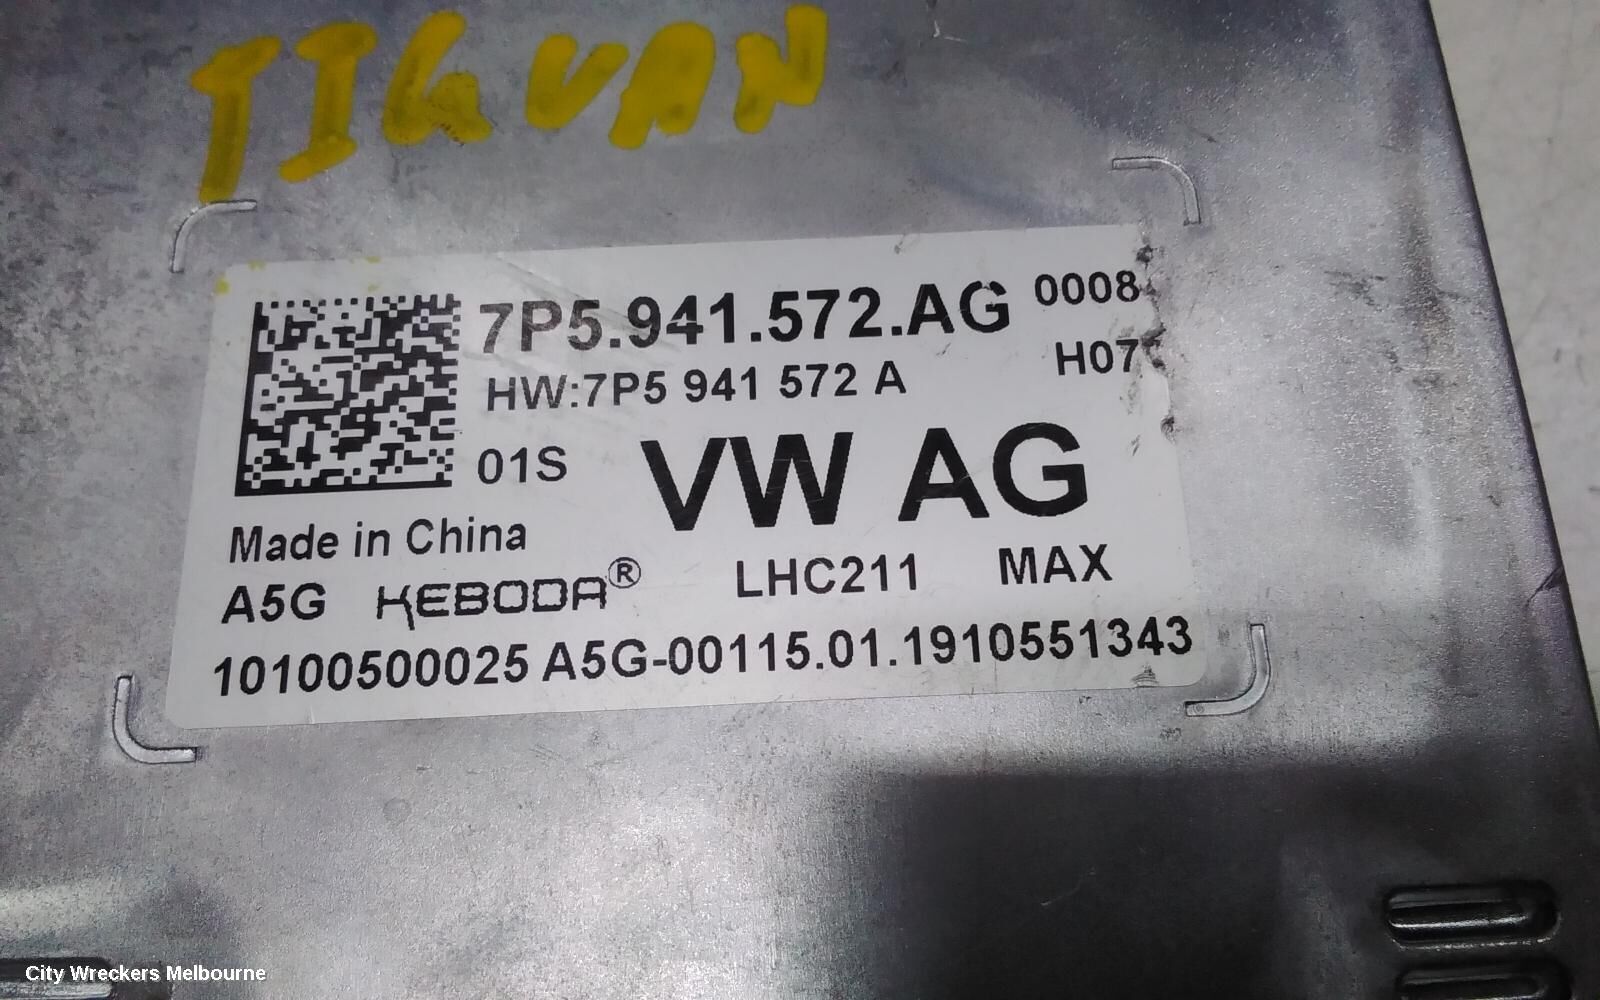 TIGUAN
7P5.941.572.AG 0008
HW:7P5 941 572 A H07
01S VW AG
Made in China
A5G KEBODA® LHC211 MAX
10100500025 A5G-00115.01.1910551343
City Wreckers Melbourne